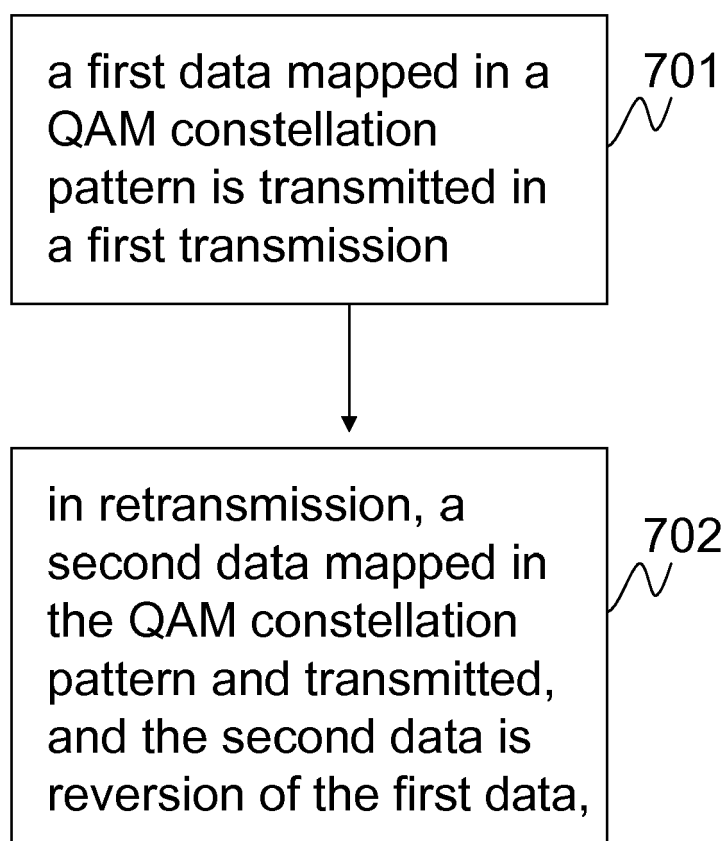 a first data mapped in a
QAM constellation
pattern is transmitted in
a first transmission
701
in retransmission, a
second data mapped in
the QAM constellation
pattern and transmitted,
and the second data is
reversion of the first data,
702